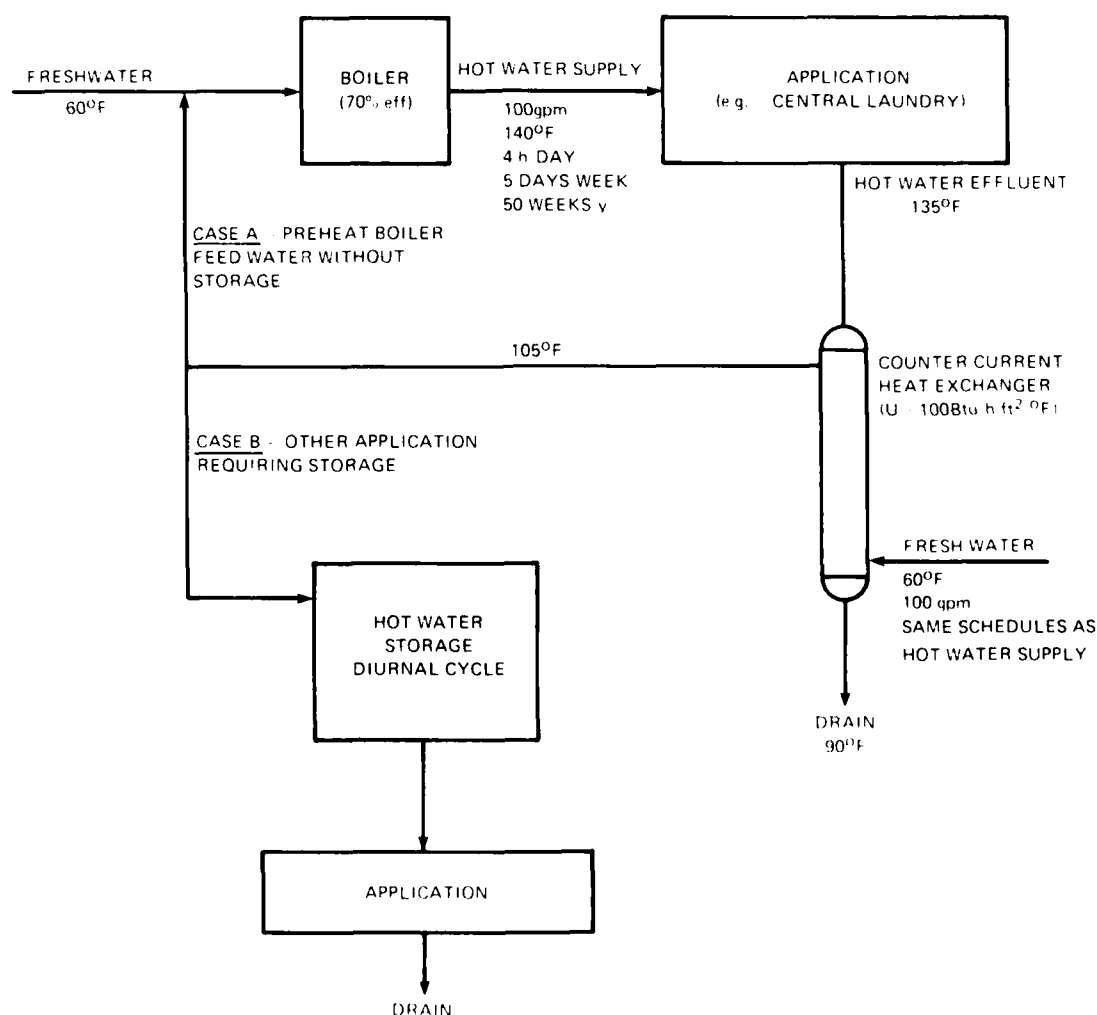 FRESHWATER
60°F
BOILER
(70% eff)
HOT WATER SUPPLY
100gpm
140°F
4 h DAY
5 DAYS WEEK
50 WEEKS y
APPLICATION
(e.g. CENTRAL LAUNDRY)
HOT WATER EFFLUENT
135°F
CASE A - PREHEAT BOILER
FEED WATER WITHOUT
STORAGE
105°F
COUNTER CURRENT
HEAT EXCHANGER
(U - 100Btu h ft² °F)
CASE B - OTHER APPLICATION
REQUIRING STORAGE
FRESH WATER
60°F
100 gpm
SAME SCHEDULES AS
HOT WATER SUPPLY
HOT WATER
STORAGE
DIURNAL CYCLE
DRAIN
90°F
APPLICATION
DRAIN